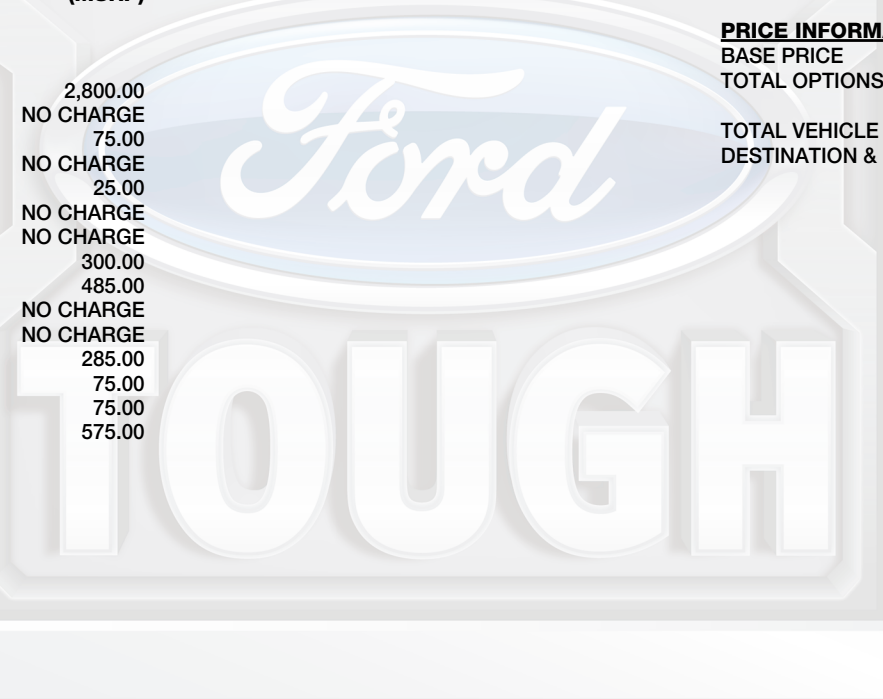 2,800.00
NO CHARGE
75.00
NO CHARGE
25.00
NO CHARGE
NO CHARGE
300.00
485.00
NO CHARGE
NO CHARGE
285.00
75.00
75.00
575.00
PRICE INFORM
BASE PRICE
TOTAL OPTIONS
TOTAL VEHICLE
DESTINATION &
Ford
TOUGH